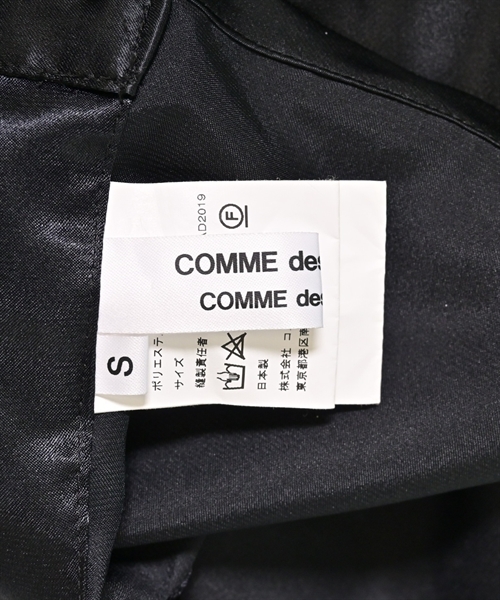 COMME des
COMME des
S
AD2019
F
ポリエステ
サイズ
縫製責任者
日本製
株式会社 コ
東京都港区南